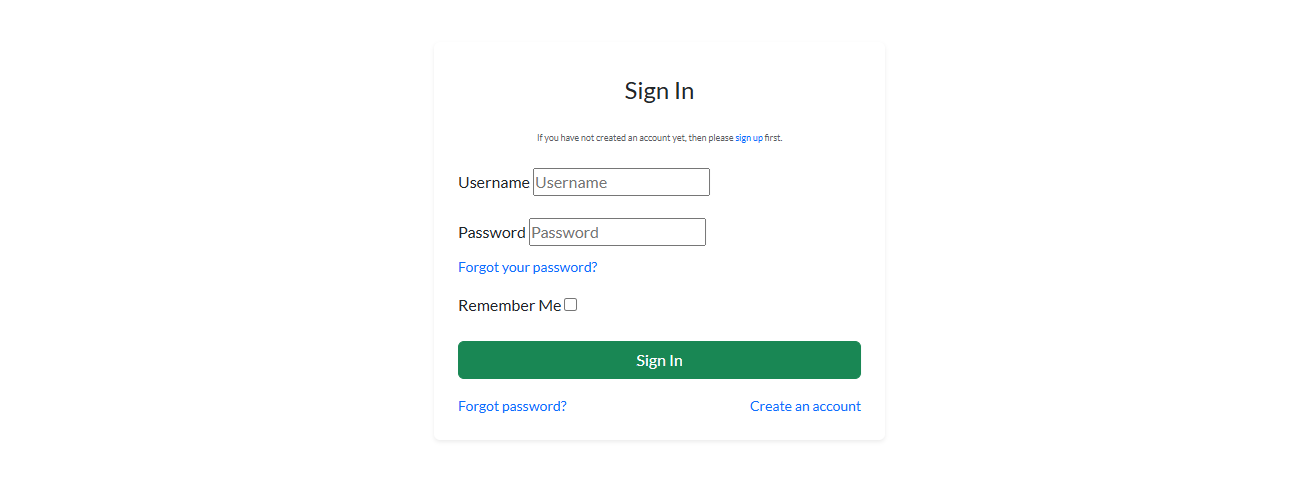 Sign In
If you have not created an account yet, then please sign up first.
Username Username
Password Password
Forgot your password?
Remember Me
Sign In
Forgot password? Create an account